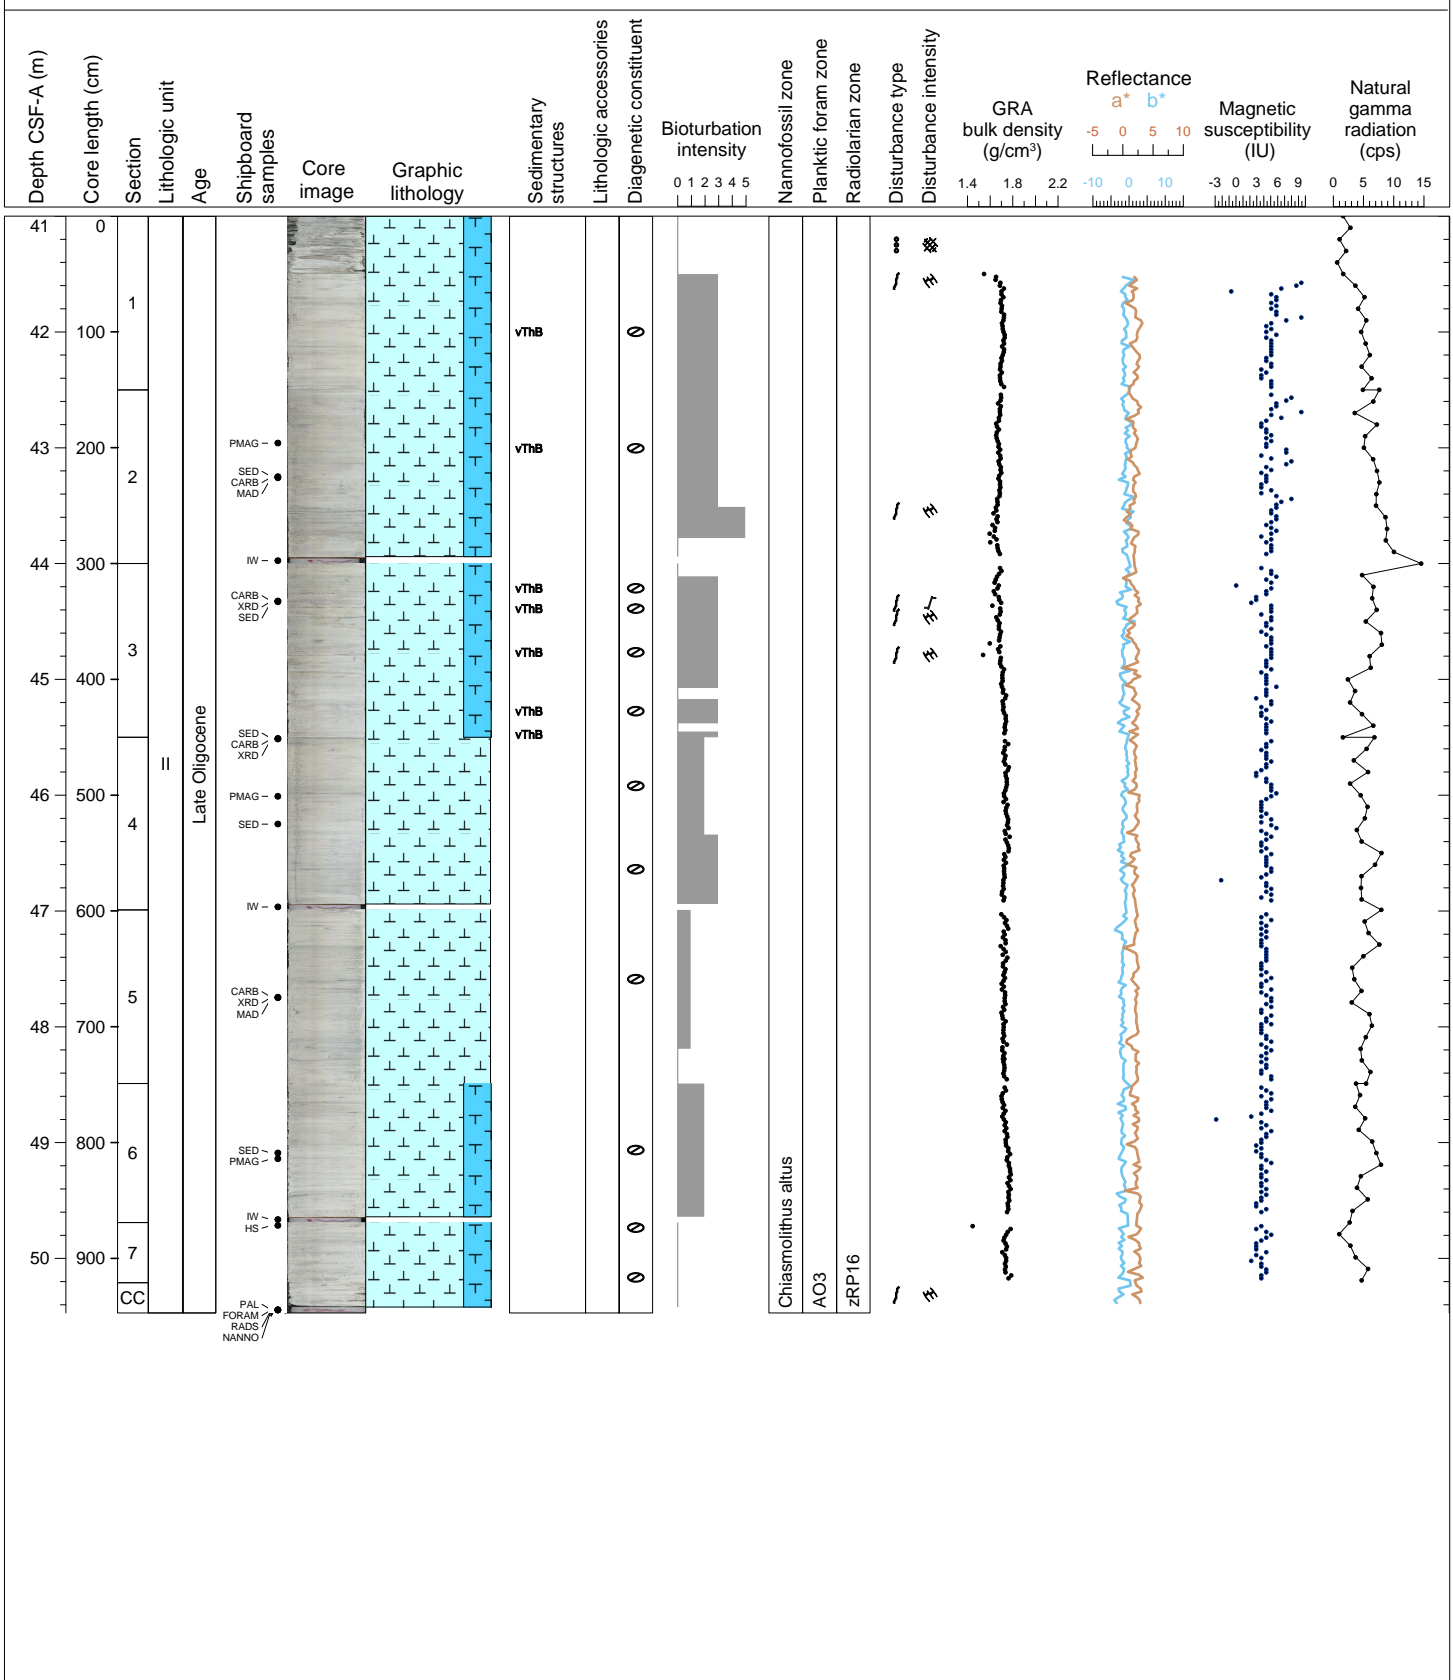 Depth CSF-A (m)
Core length (cm)
Section
Lithologic unit
Age
Shipboard
samples
Core
image
Graphic
lithology
Sedimentary
structures
Lithologic accessories
Diagenetic constituent
Bioturbation
intensity
0 1 2 3 4 5
Nannofossil zone
Planktic foram zone
Radiolarian zone
Disturbance type
Disturbance intensity
GRA
bulk density
(g/cm³)
1.4 1.8 2.2
Reflectance
a* b*
-5 0 5 10
-10 0 10
Magnetic
susceptibility
(IU)
-3 0 3 6 9
Natural
gamma
radiation
(cps)
0 5 10 15
41 0
1
42 100 vThB
PMAG
43 200 vThB
SED
CARB
MAD
2
IW
44 300
CARB
XRD
SED
vThB
vThB
3 vThB
45 400
vThB
SED
CARB
XRD
vThB
II
Late Oligocene
46 500 PMAG
4 SED
47 600 IW
CARB
XRD
MAD
5
48 700
49 800
6
SED
PMAG
IW
HS
7
50 900
CC
PAL
FORAM
RADS
NANNO
Chiasmolithus altus
AO3
zRP16